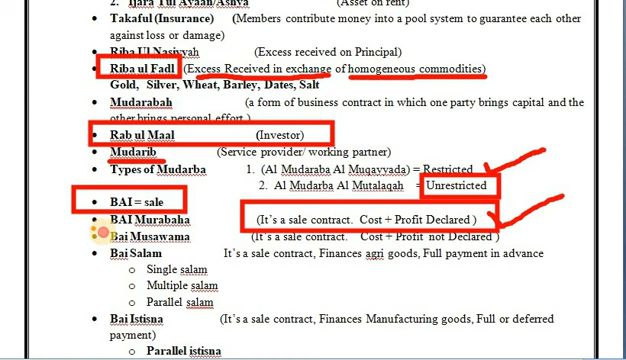 2. Ijara Tul Ayaan/Ashya (Asset on rent)
• Takaful (Insurance) (Members contribute money into a pool system to guarantee each other
against loss or damage)
• Riba Ul Nasiyyah (Excess received on Principal)
• Riba ul Fadl (Excess Received in exchange of homogeneous commodities)
Gold, Silver, Wheat, Barley, Dates, Salt
• Mudarabah (a form of business contract in which one party brings capital and the
other brings personal effort.)
• Rab ul Maal (Investor)
• Mudarib (Service provider/ working partner)
• Types of Mudarba 1. (Al Mudaraba Al Muqayyada) = Restricted
2. Al Mudarba Al Mutalaqah = Unrestricted
• BAI = sale
• BAI Murabaha (It's a sale contract. Cost + Profit Declared )
• Bai Musawama (It's a sale contract. Cost + Profit not Declared )
• Bai Salam It's a sale contract, Finances agri goods, Full payment in advance
o Single salam
o Multiple salam
o Parallel salam
• Bai Istisna (It's a sale contract, Finances Manufacturing goods, Full or deferred
payment)
• Parallel istisna